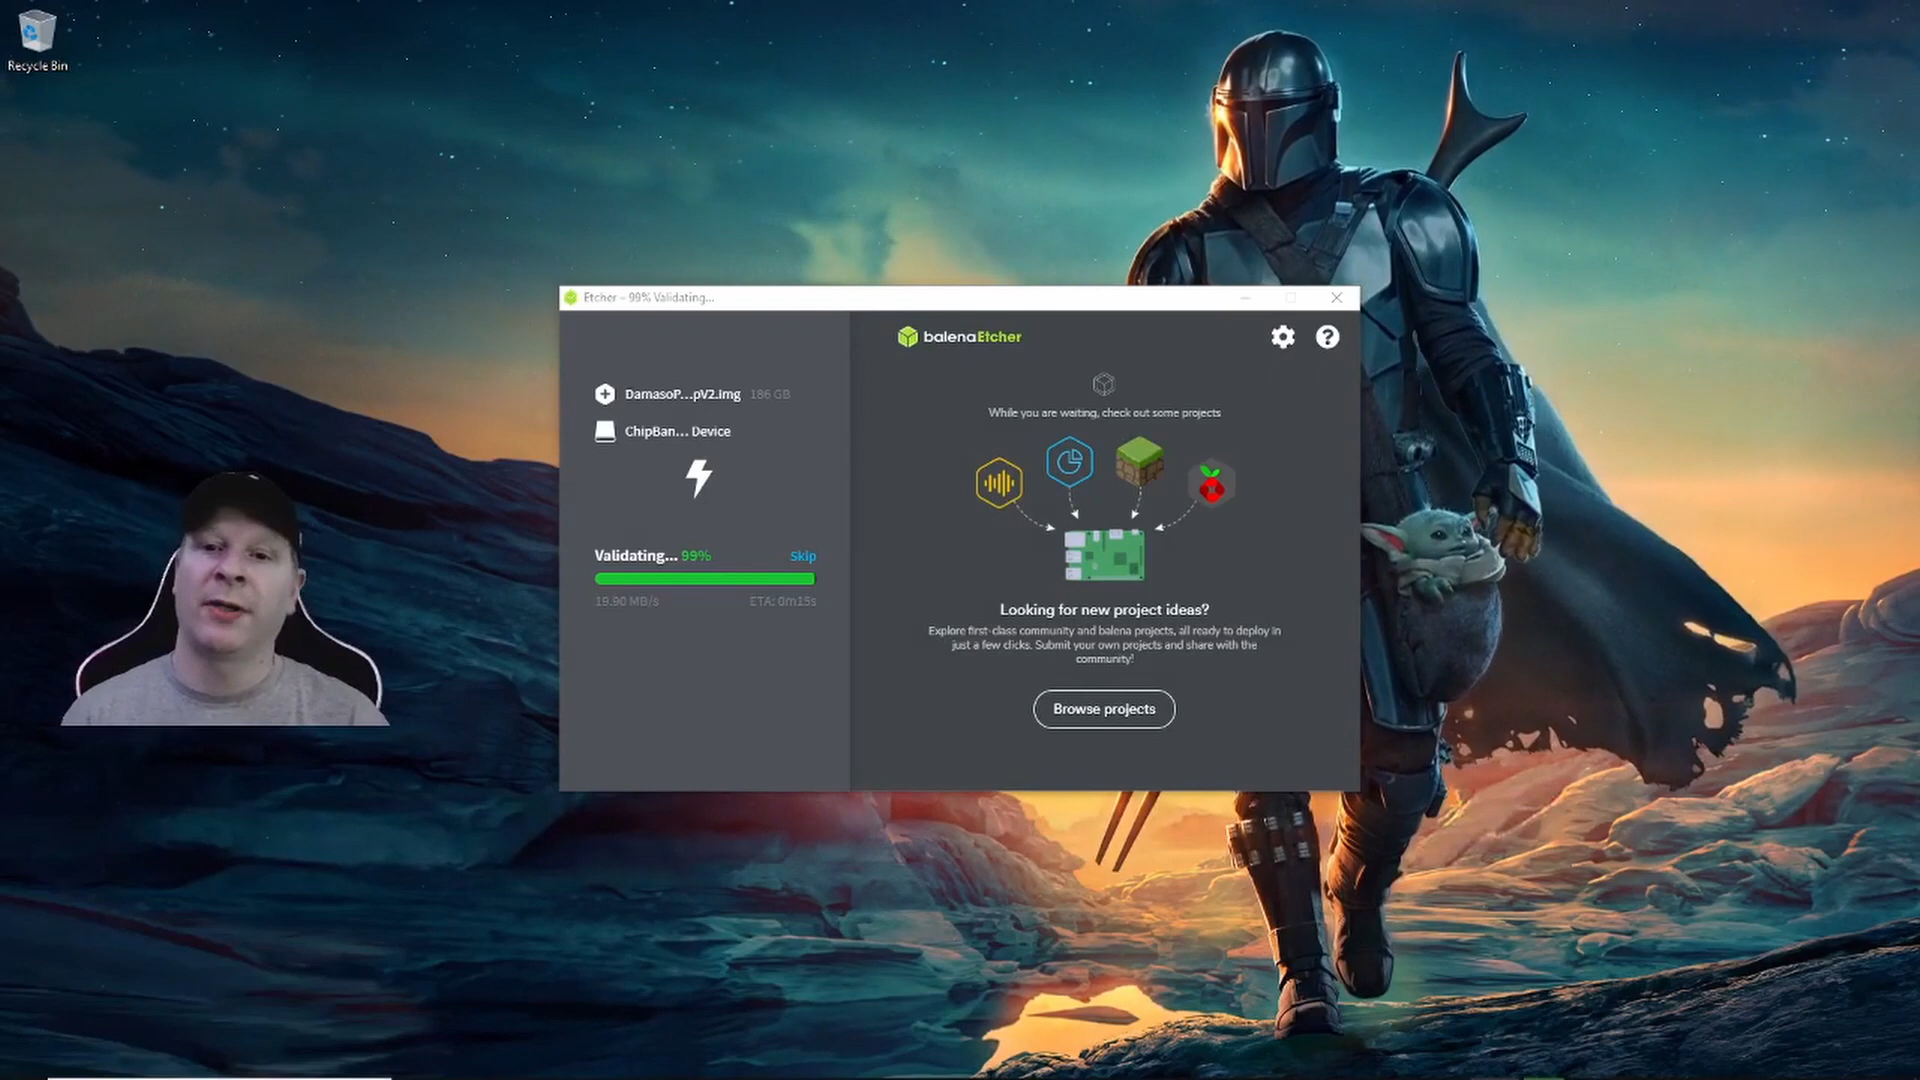 Recycle Bin
Etcher – 99% Validating...
balenaEtcher
DamasoP...pV2.img 186 GB
ChipBan... Device
Validating... 99% Skip
19.90 MB/s ETA: 0m15s
While you are waiting, check out some projects
Looking for new project ideas?
Explore first-class community and balena projects, all ready to deploy in
just a few clicks. Submit your own projects and share with the
community!
Browse projects